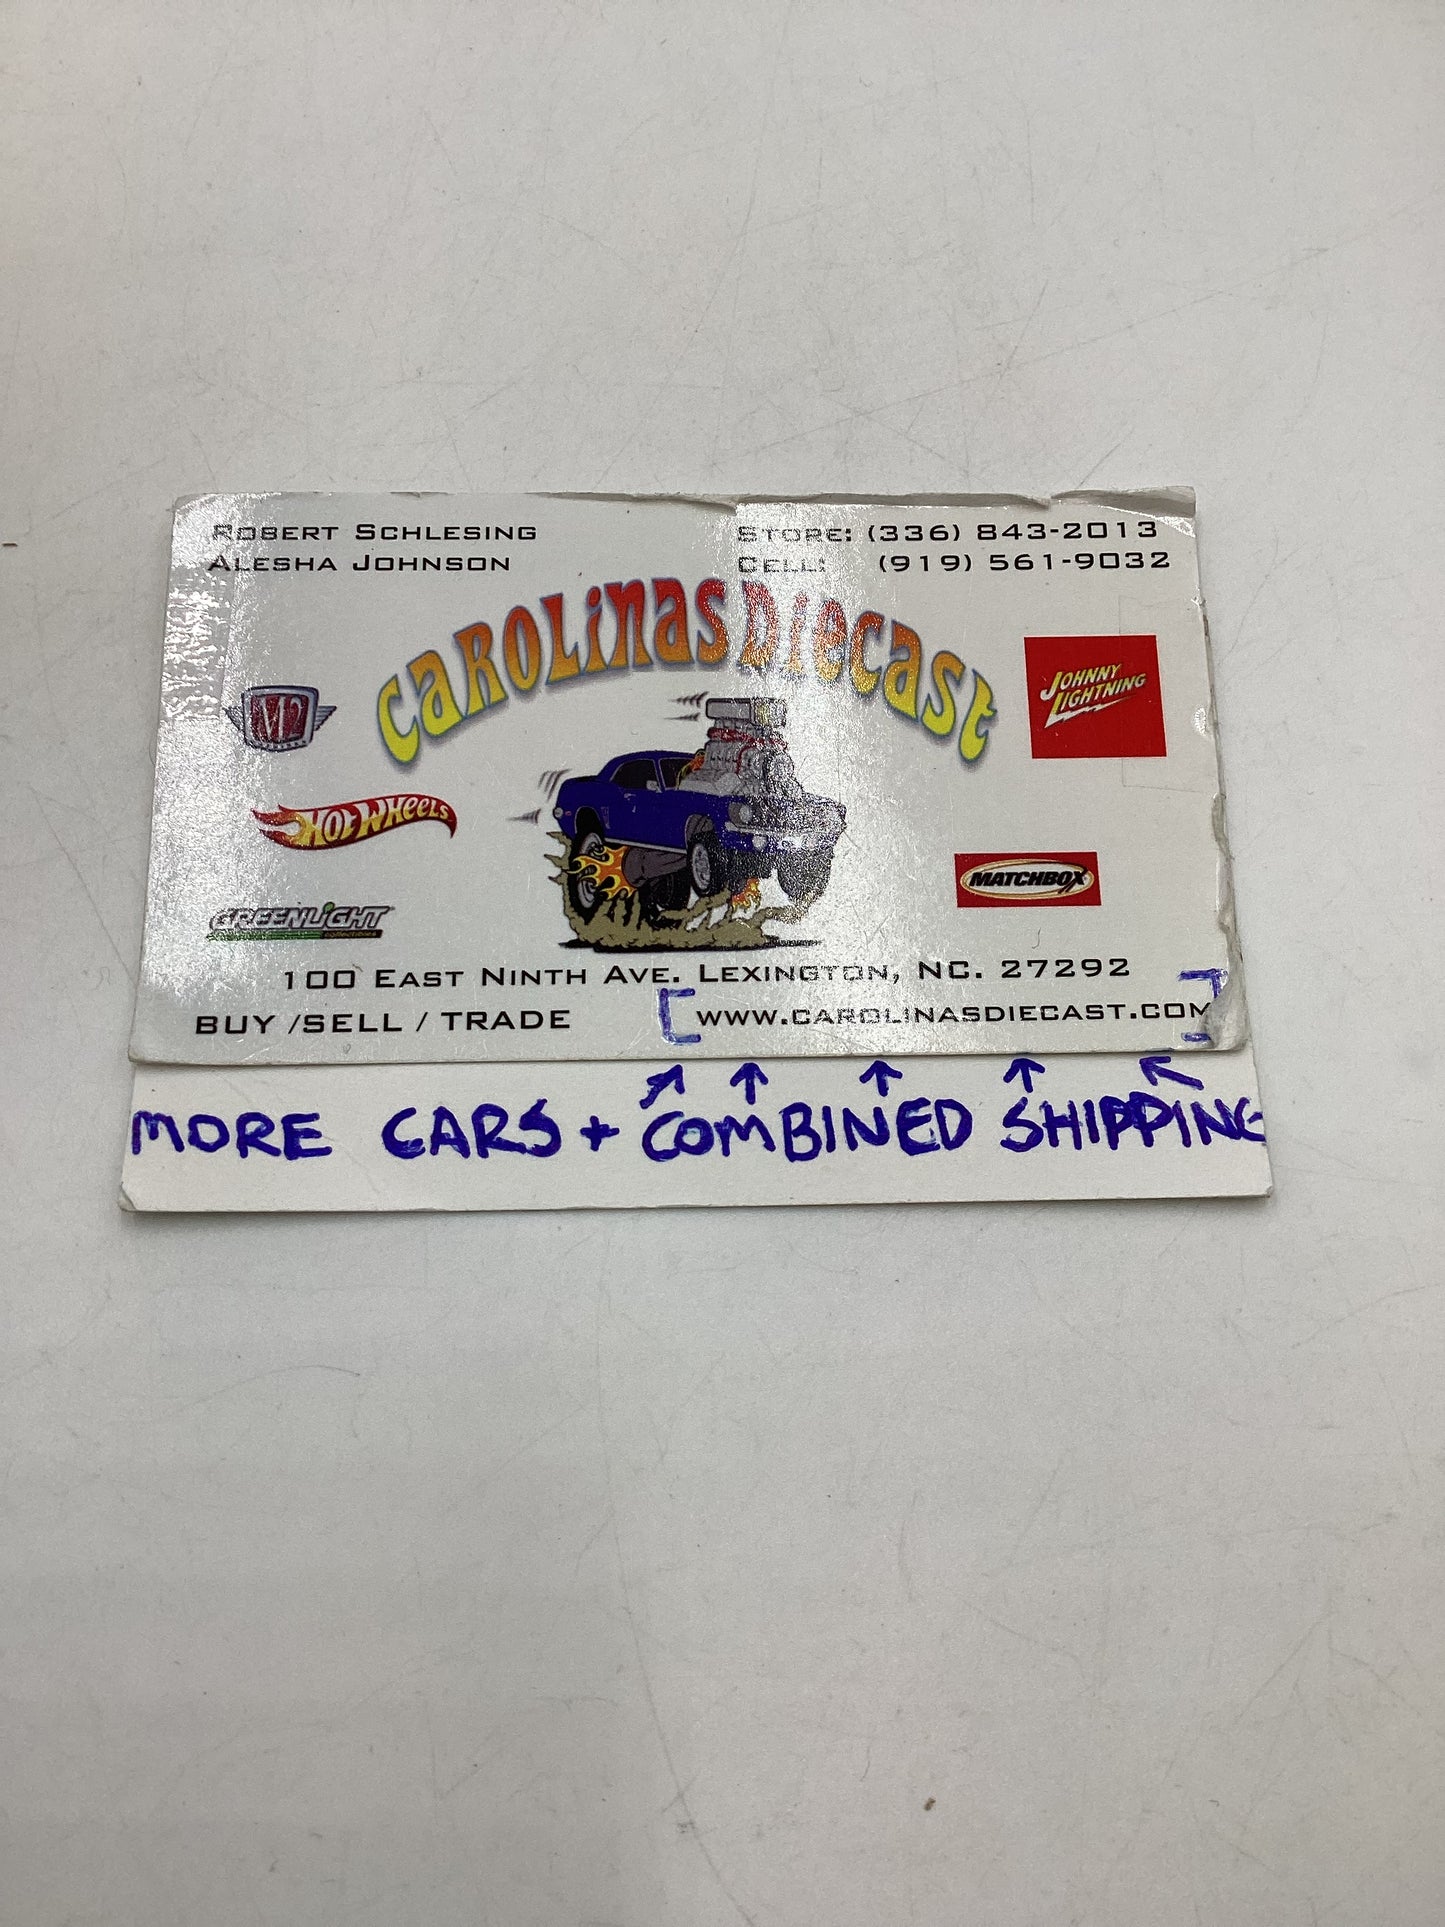 ROBERT SCHLESING
ALESHA JOHNSON
STORE: (336) 843-2013
CELL: (919) 561-9032
CAROLINAS DIECAST
M2
JOHNNY LIGHTNING
HOT WHEELS
MATCHBOX
GREENLIGHT
collectibles
100 EAST NINTH AVE. LEXINGTON, NC. 27292
BUY /SELL / TRADE
[WWW.CAROLINASDIECAST.COM]
MORE CARS + COMBINED SHIPPING